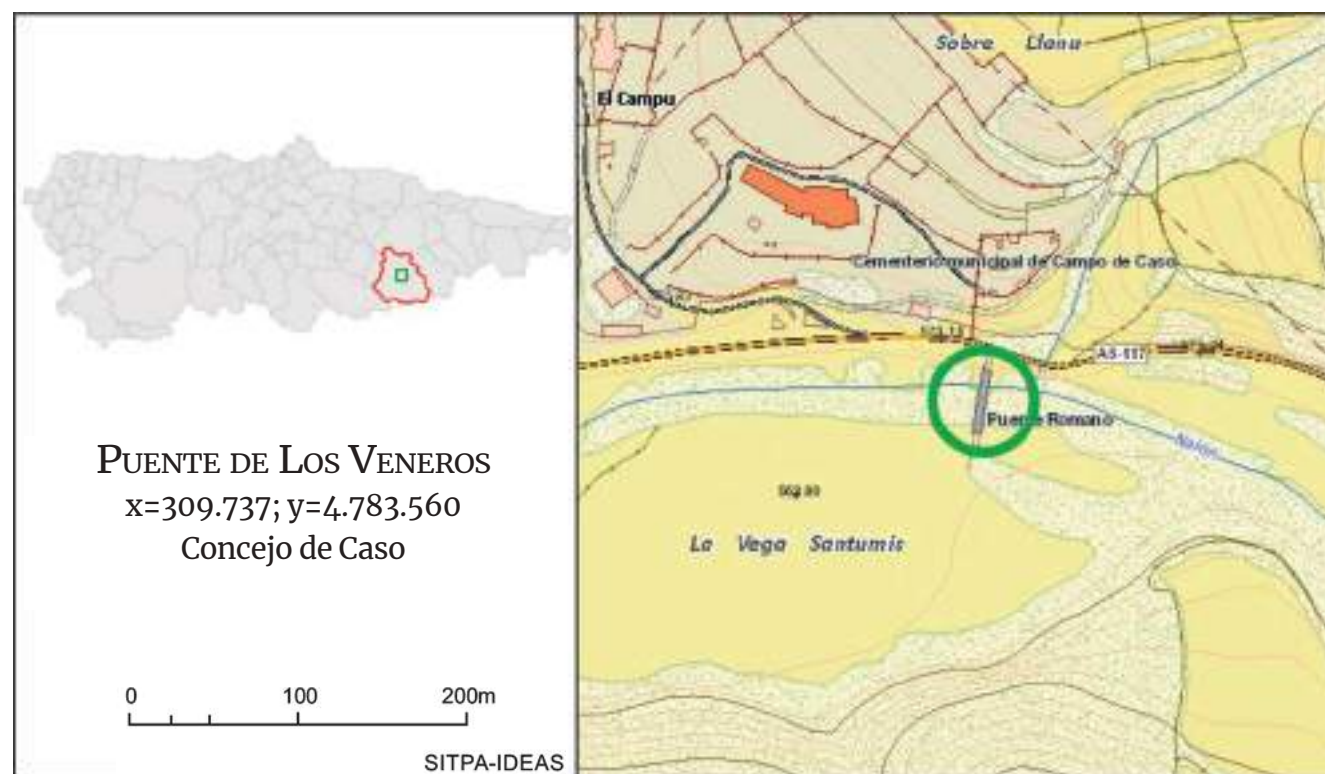 PUENTE DE LOS VENEROS
x=309.737; y=4.783.560
Concejo de Caso
0 100 200m
SITPA-IDEAS
Sobre Llanu
El Campu
Cementerio municipal de Campo de Caso
AS-117
Puente Romano
Nalón
La Vega Santumis